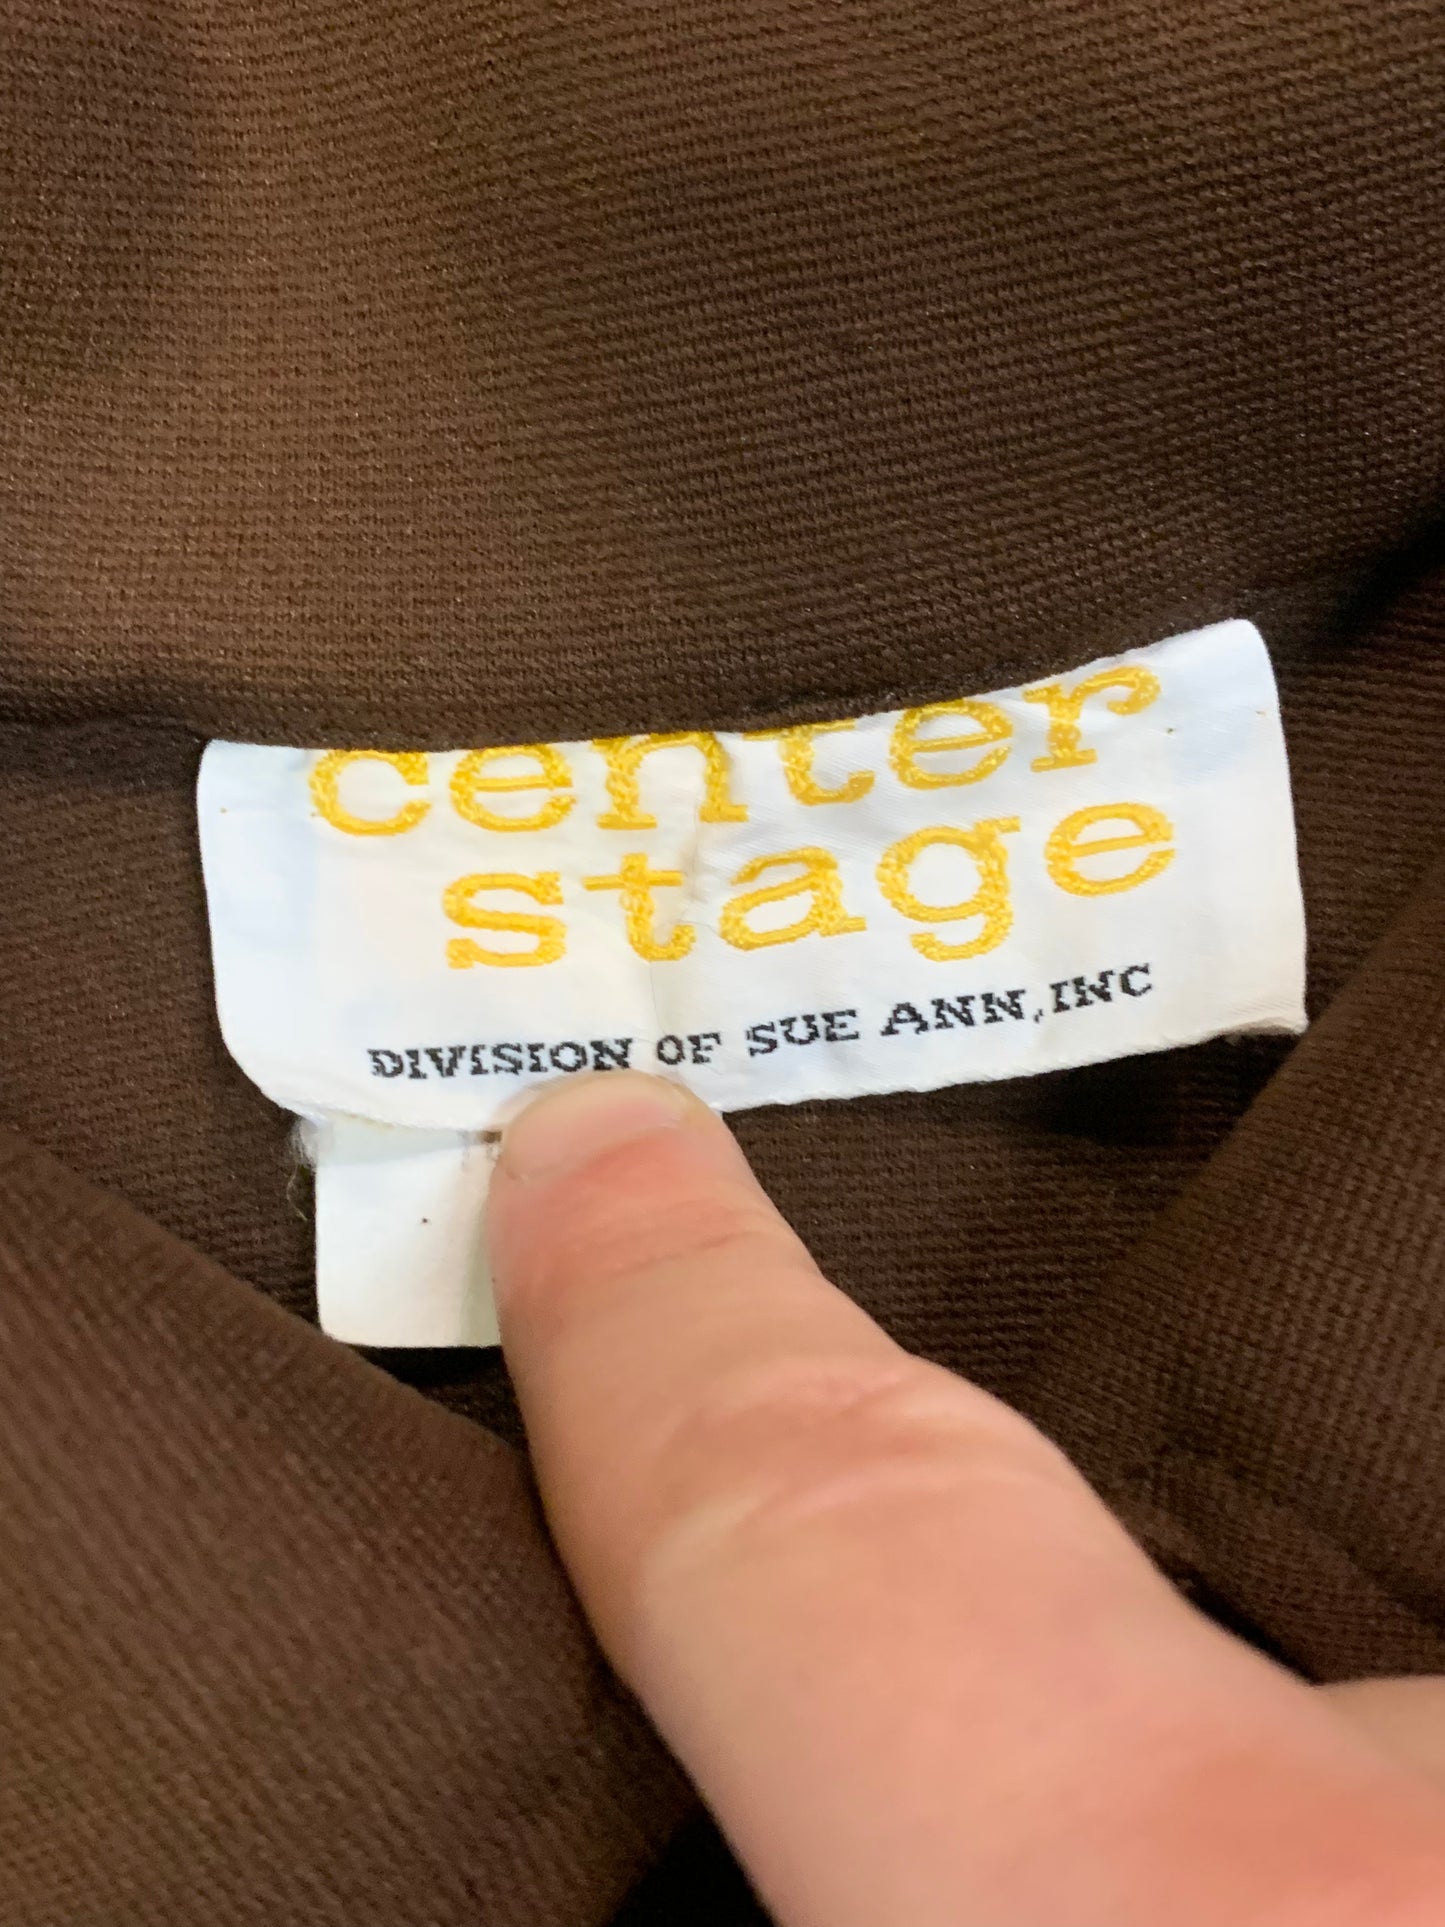 center
stage
DIVISION OF SUE ANN, INC